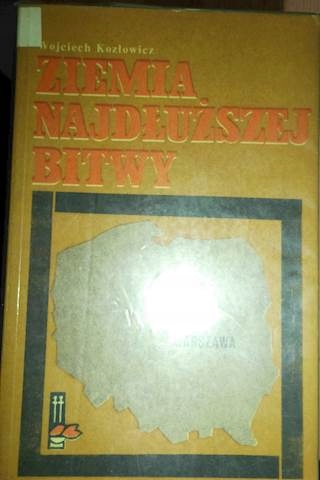 Wojciech Kozłowicz
ZIEMIA
NAJDŁUŻSZEJ
BITWY
WARSZAWA